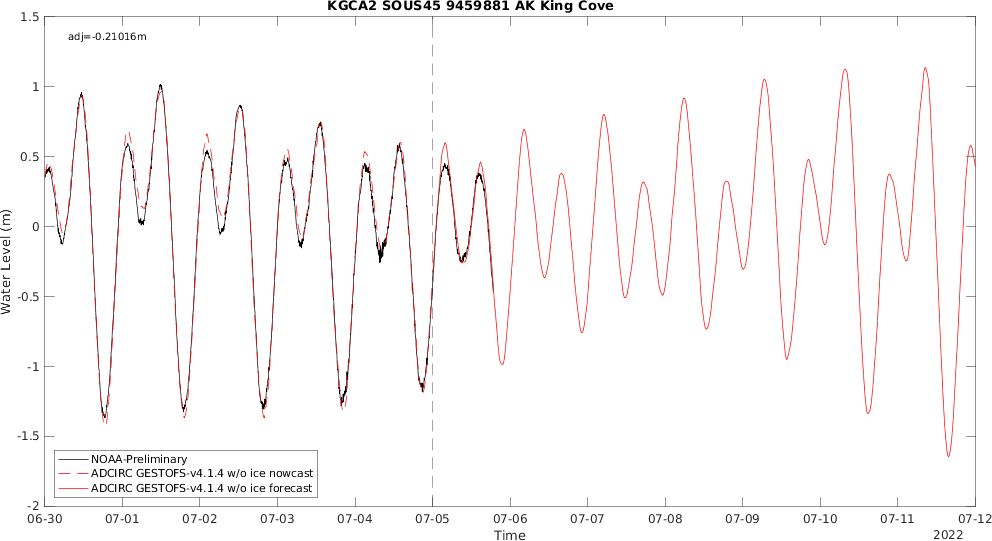 KGCA2 SOUS45 9459881 AK King Cove
adj=-0.21016m
1.5
1
0.5
0
-0.5
-1
-1.5
-2
Water Level (m)
NOAA-Preliminary
ADCIRC GESTOFS-v4.1.4 w/o ice nowcast
ADCIRC GESTOFS-v4.1.4 w/o ice forecast
06-30 07-01 07-02 07-03 07-04 07-05 07-06 07-07 07-08 07-09 07-10 07-11 07-12
Time
2022